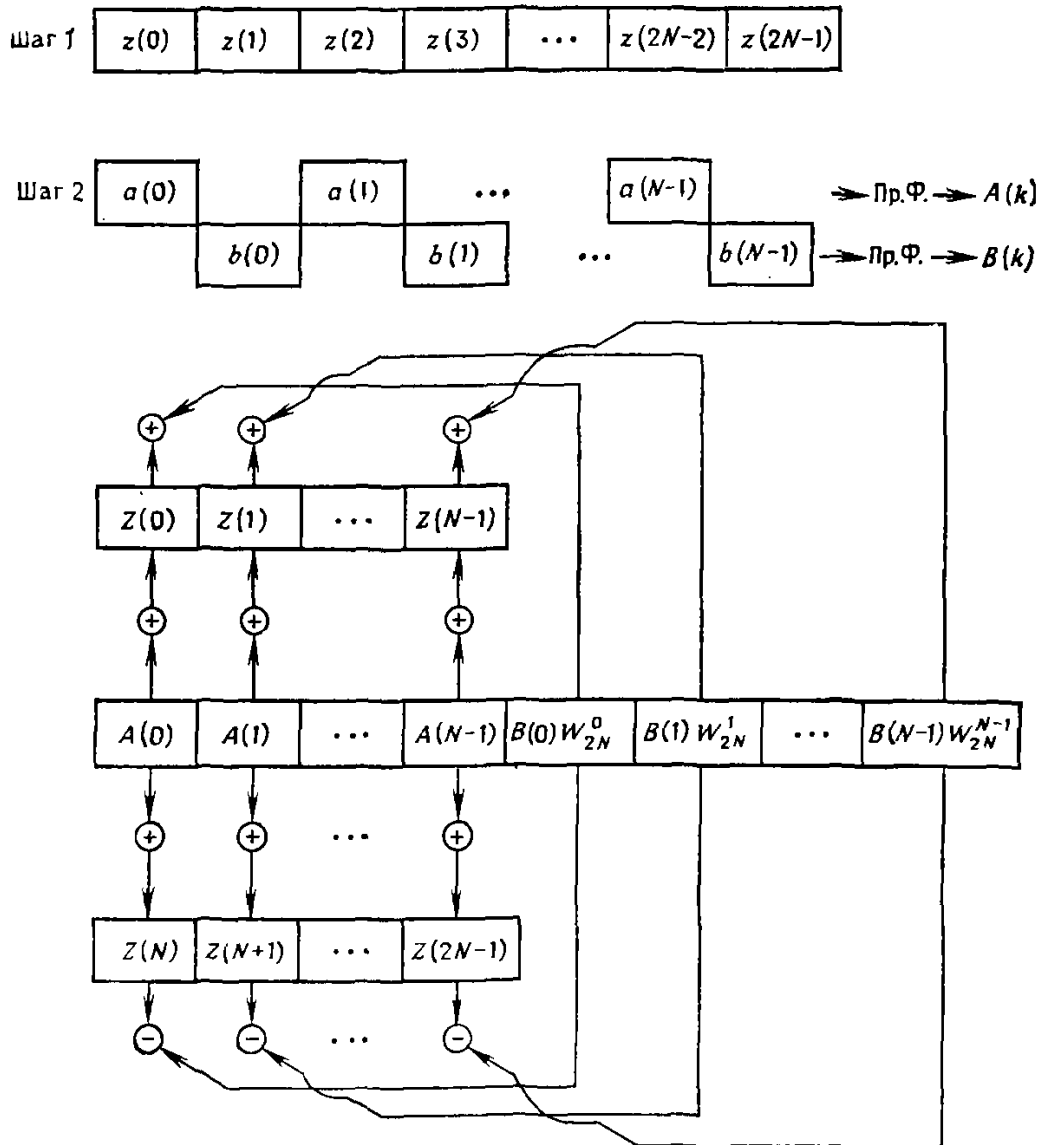 Шаг 1 z(0) z(1) z(2) z(3) ... z(2N-2) z(2N-1)
Шаг 2 a(0) a(1) ... a(N-1) → Пр.Ф. → A(k)
b(0) b(1) ... b(N-1) → Пр.Ф. → B(k)
+ + +
Z(0) Z(1) ... Z(N-1)
+ + +
A(0) A(1) ... A(N-1) B(0)W_{2N}^{0} B(1)W_{2N}^{1} ... B(N-1)W_{2N}^{N-1}
+ + ... +
Z(N) Z(N+1) ... Z(2N-1)
- - ... -